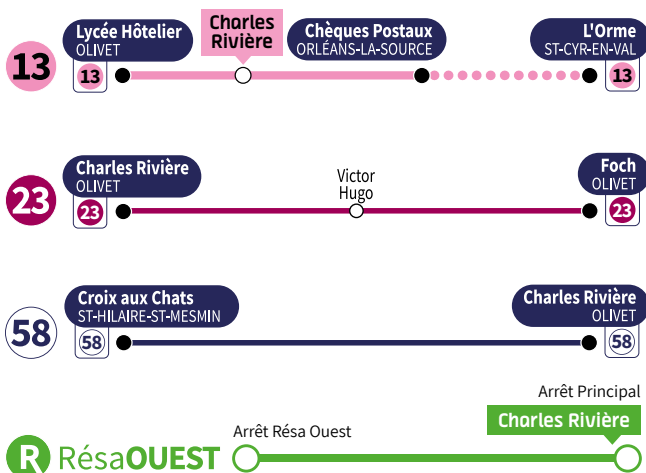 13
Lycée Hôtelier
OLIVET
13
Charles
Rivière
Chèques Postaux
ORLÉANS-LA-SOURCE
L'Orme
ST-CYR-EN-VAL
13
23
Charles Rivière
OLIVET
23
Victor
Hugo
Foch
OLIVET
23
58
Croix aux Chats
ST-HILAIRE-ST-MESMIN
58
Charles Rivière
OLIVET
58
R RésaOUEST
Arrêt Résa Ouest
Arrêt Principal
Charles Rivière